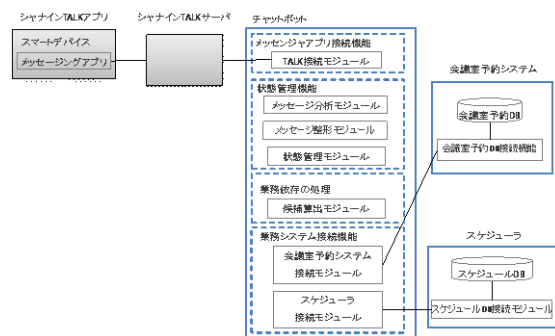 シャナインTALKアプリ
スマートデバイス
メッセージングアプリ
シャナインTALKサーバ
チャットボット
メッセンジャアプリ接続機能
TALK接続モジュール
状態管理機能
メッセージ分析モジュール
メッセージ整形モジュール
状態管理モジュール
業務依存の処理
候補算出モジュール
業務システム接続機能
会議室予約システム
接続モジュール
スケジューラ
接続モジュール
会議室予約システム
会議室予約DB
会議室予約DB接続機能
スケジューラ
スケジュールDB
スケジュールDB接続モジュール